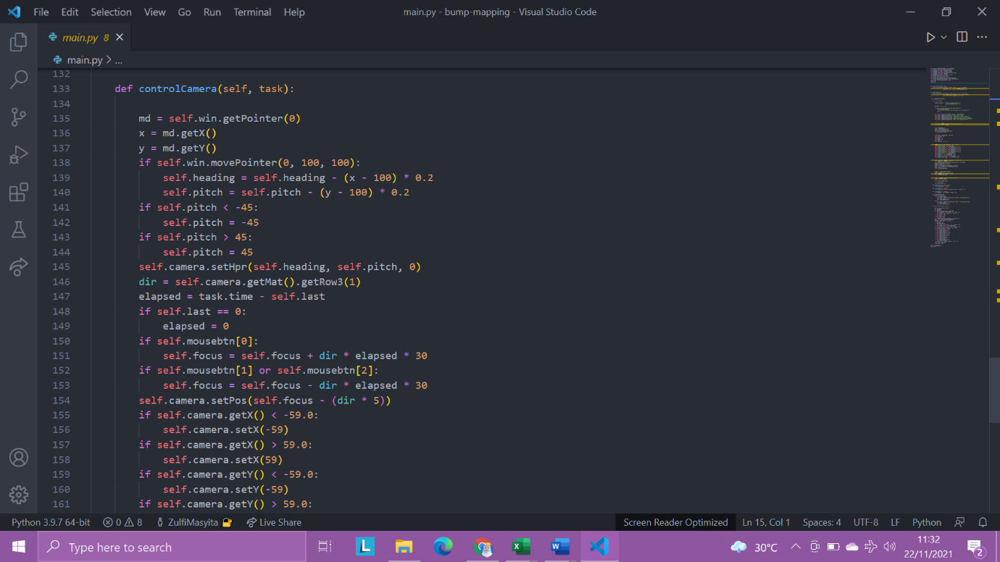 File Edit Selection View Go Run Terminal Help main.py - bump-mapping - Visual Studio Code
main.py 8
main.py > ...
132
133 def controlCamera(self, task):
134
135 md = self.win.getPointer(0)
136 x = md.getX()
137 y = md.getY()
138 if self.win.movePointer(0, 100, 100):
139 self.heading = self.heading - (x - 100) * 0.2
140 self.pitch = self.pitch - (y - 100) * 0.2
141 if self.pitch < -45:
142 self.pitch = -45
143 if self.pitch > 45:
144 self.pitch = 45
145 self.camera.setHpr(self.heading, self.pitch, 0)
146 dir = self.camera.getMat().getRow3(1)
147 elapsed = task.time - self.last
148 if self.last == 0:
149 elapsed = 0
150 if self.mousebtn[0]:
151 self.focus = self.focus + dir * elapsed * 30
152 if self.mousebtn[1] or self.mousebtn[2]:
153 self.focus = self.focus - dir * elapsed * 30
154 self.camera.setPos(self.focus - (dir * 5))
155 if self.camera.getX() < -59.0:
156 self.camera.setX(-59)
157 if self.camera.getX() > 59.0:
158 self.camera.setX(59)
159 if self.camera.getY() < -59.0:
160 self.camera.setY(-59)
161 if self.camera.getY() > 59.0:
Python 3.9.7 64-bit 0 8 ZulfiMasyita Live Share Screen Reader Optimized Ln 15, Col 1 Spaces: 4 UTF-8 LF Python
Type here to search L 30°C 11:32
22/11/2021 2